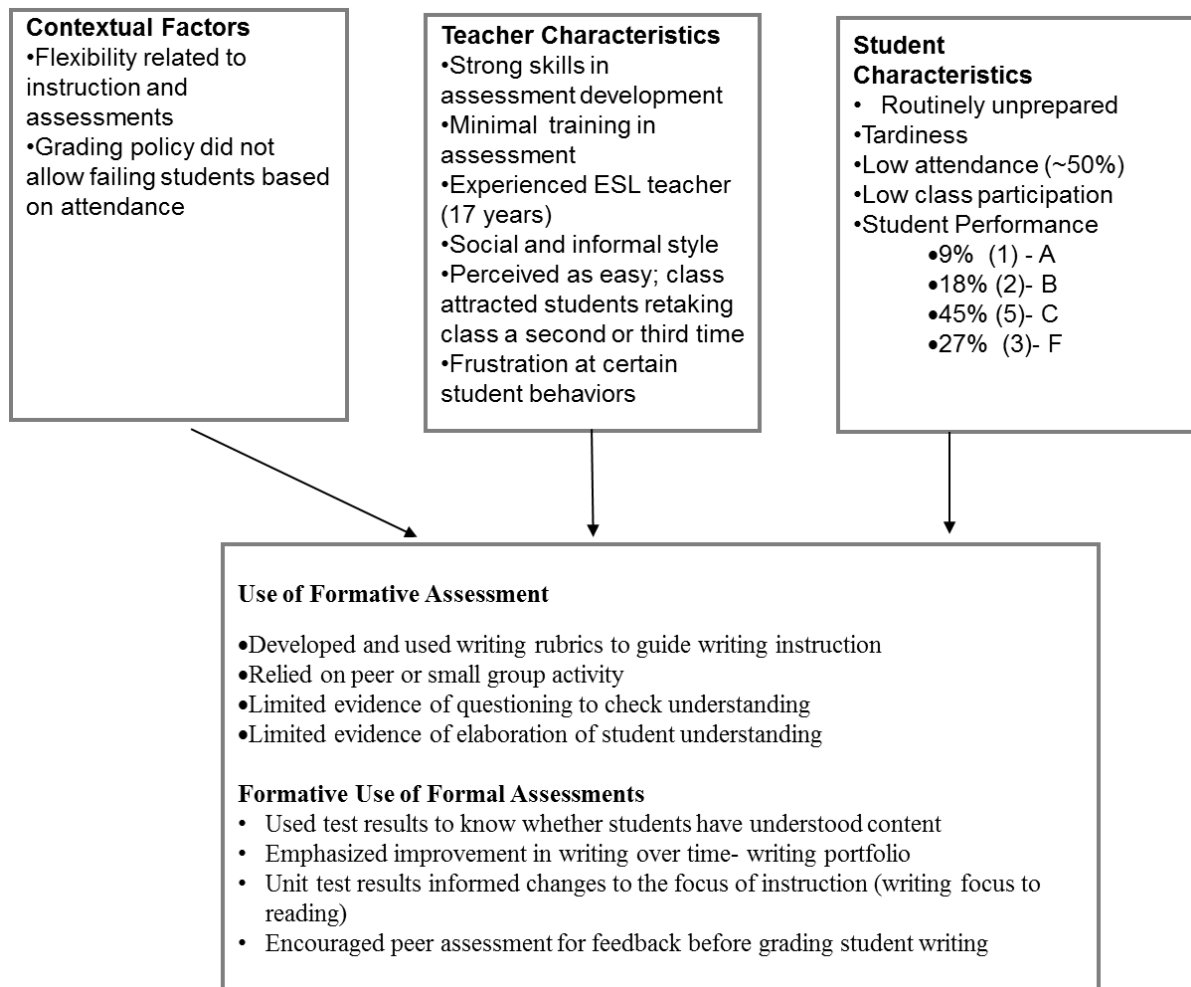 Contextual Factors
•Flexibility related to
instruction and
assessments
•Grading policy did not
allow failing students based
on attendance
Teacher Characteristics
•Strong skills in
assessment development
•Minimal training in
assessment
•Experienced ESL teacher
(17 years)
•Social and informal style
•Perceived as easy; class
attracted students retaking
class a second or third time
•Frustration at certain
student behaviors
Student
Characteristics
• Routinely unprepared
•Tardiness
•Low attendance (~50%)
•Low class participation
•Student Performance
•9% (1) - A
•18% (2)- B
•45% (5)- C
•27% (3)- F
Use of Formative Assessment
•Developed and used writing rubrics to guide writing instruction
•Relied on peer or small group activity
•Limited evidence of questioning to check understanding
•Limited evidence of elaboration of student understanding
Formative Use of Formal Assessments
• Used test results to know whether students have understood content
• Emphasized improvement in writing over time- writing portfolio
• Unit test results informed changes to the focus of instruction (writing focus to
reading)
• Encouraged peer assessment for feedback before grading student writing